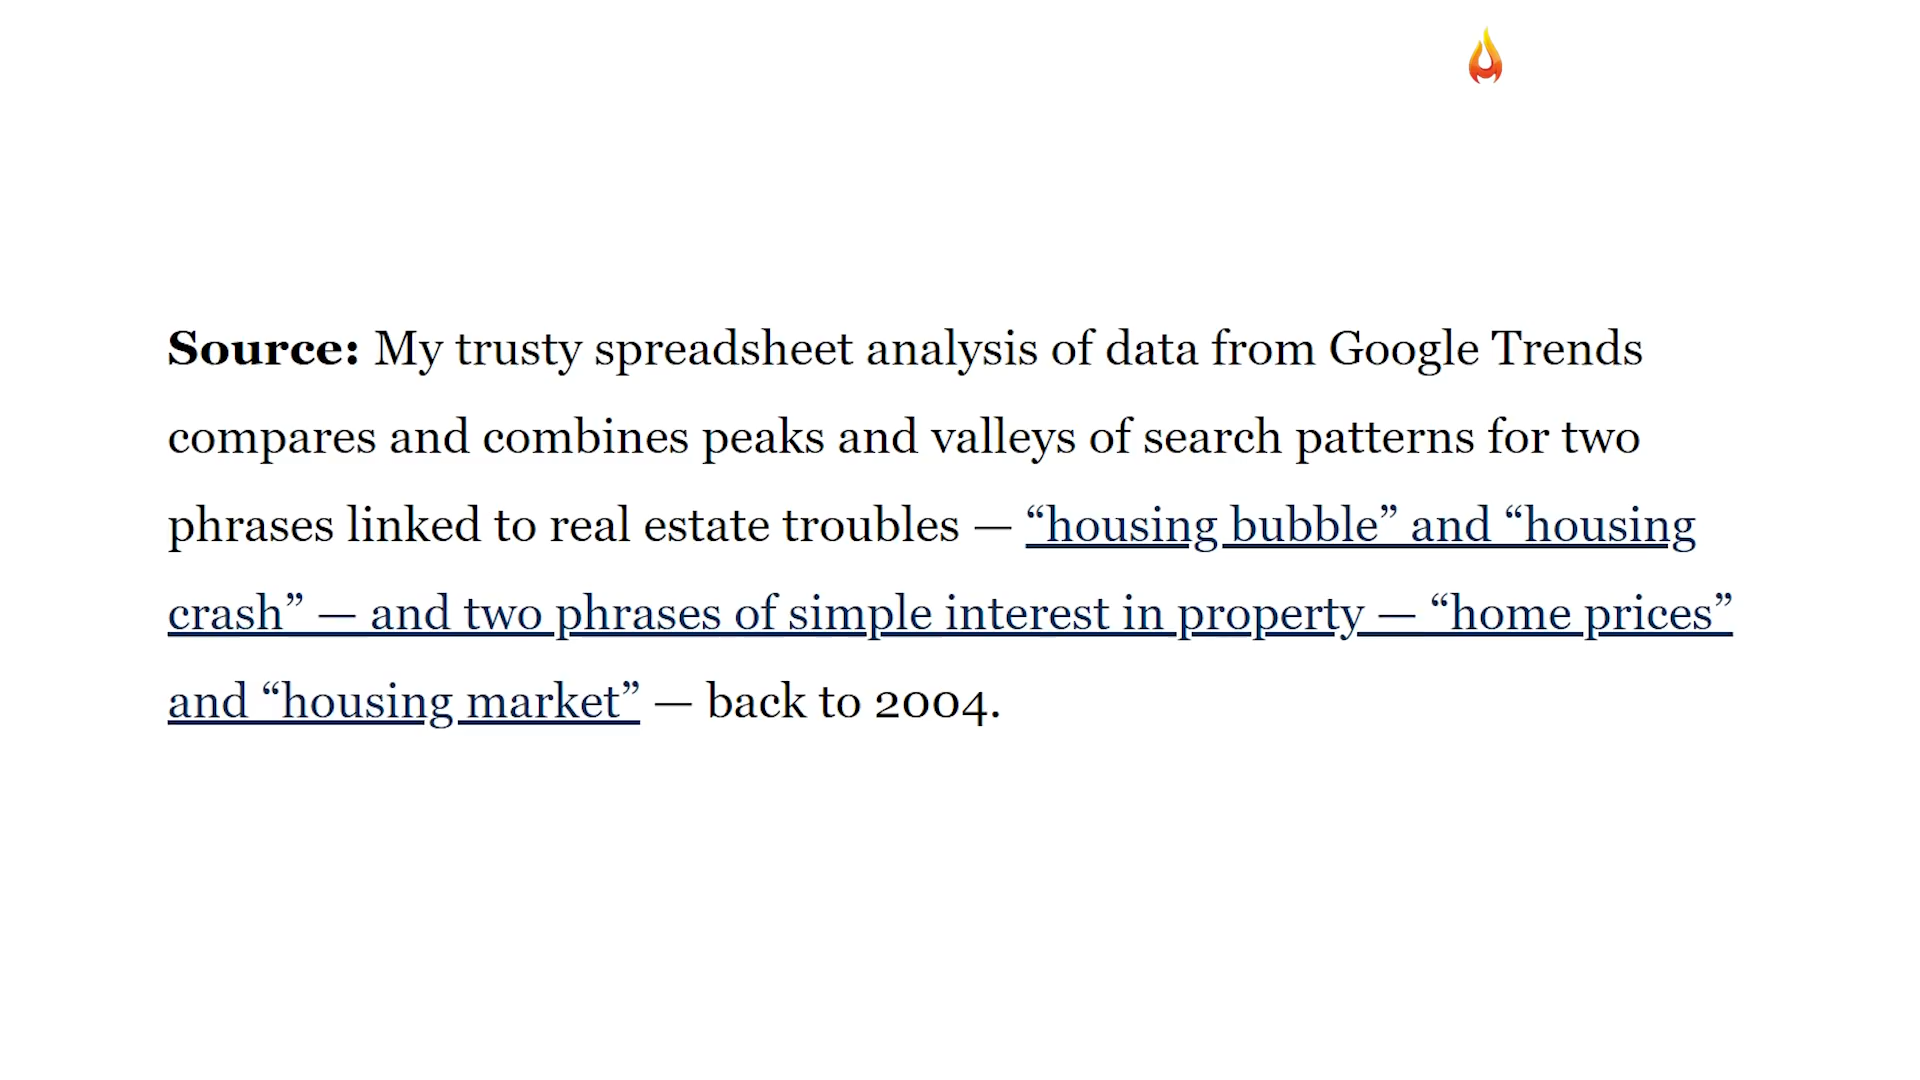 Source: My trusty spreadsheet analysis of data from Google Trends
compares and combines peaks and valleys of search patterns for two
phrases linked to real estate troubles — “housing bubble” and “housing
crash” — and two phrases of simple interest in property — “home prices”
and “housing market” — back to 2004.